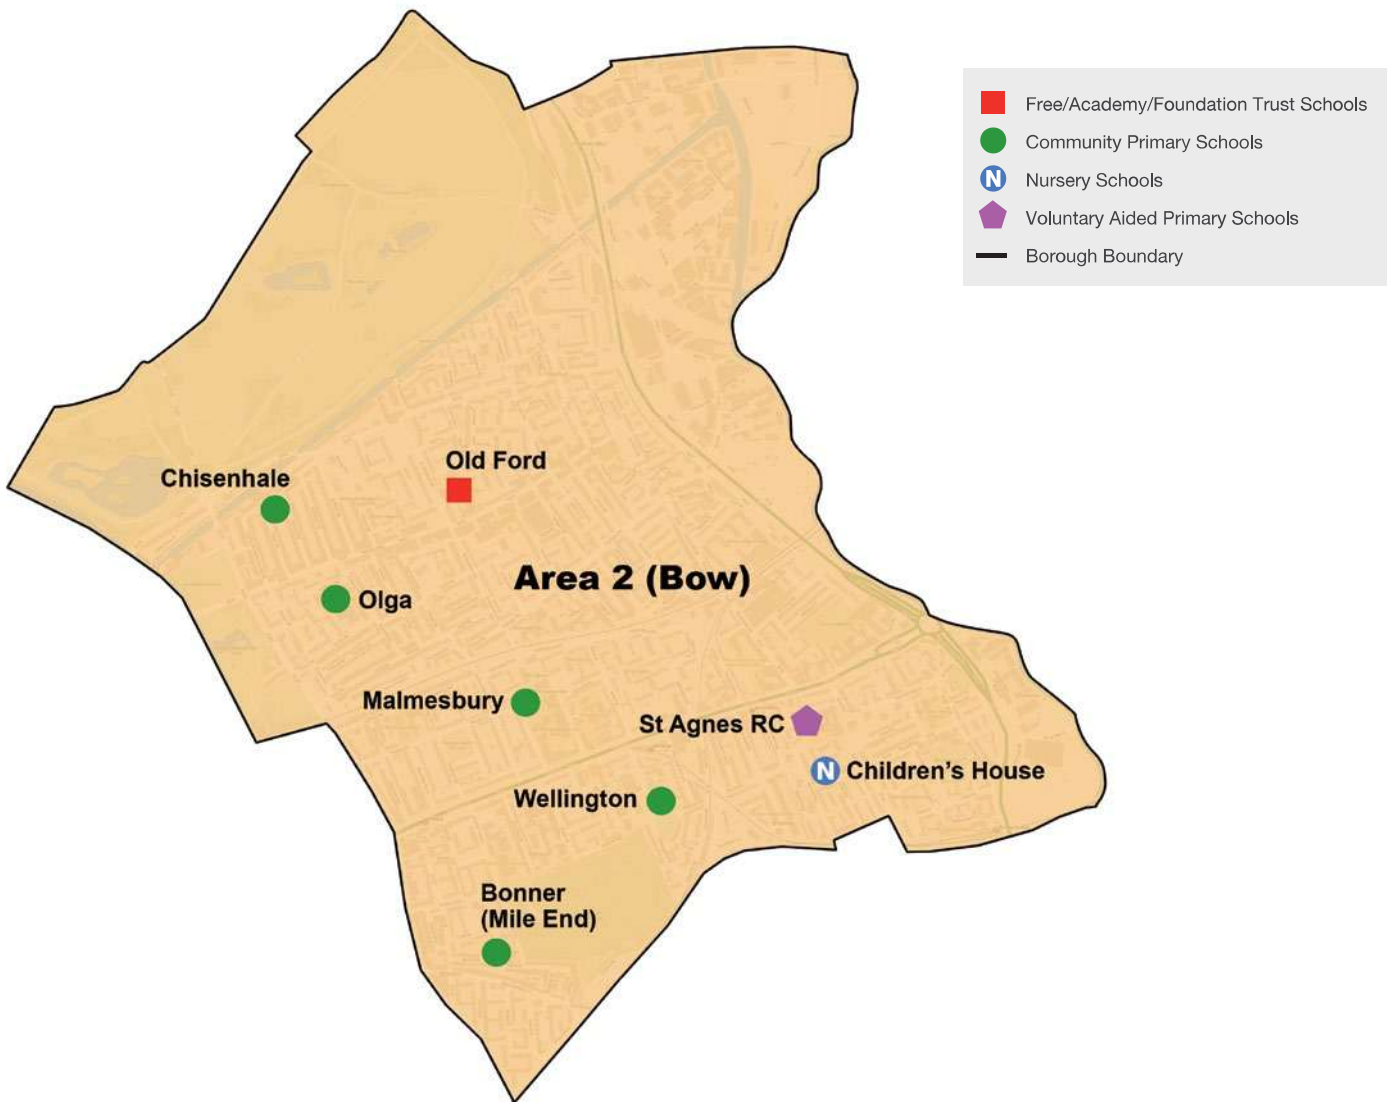 Free/Academy/Foundation Trust Schools
Community Primary Schools
N Nursery Schools
Voluntary Aided Primary Schools
Borough Boundary
Old Ford
Chisenhale
Area 2 (Bow)
Olga
Malmesbury
St Agnes RC
N Children’s House
Wellington
Bonner
(Mile End)